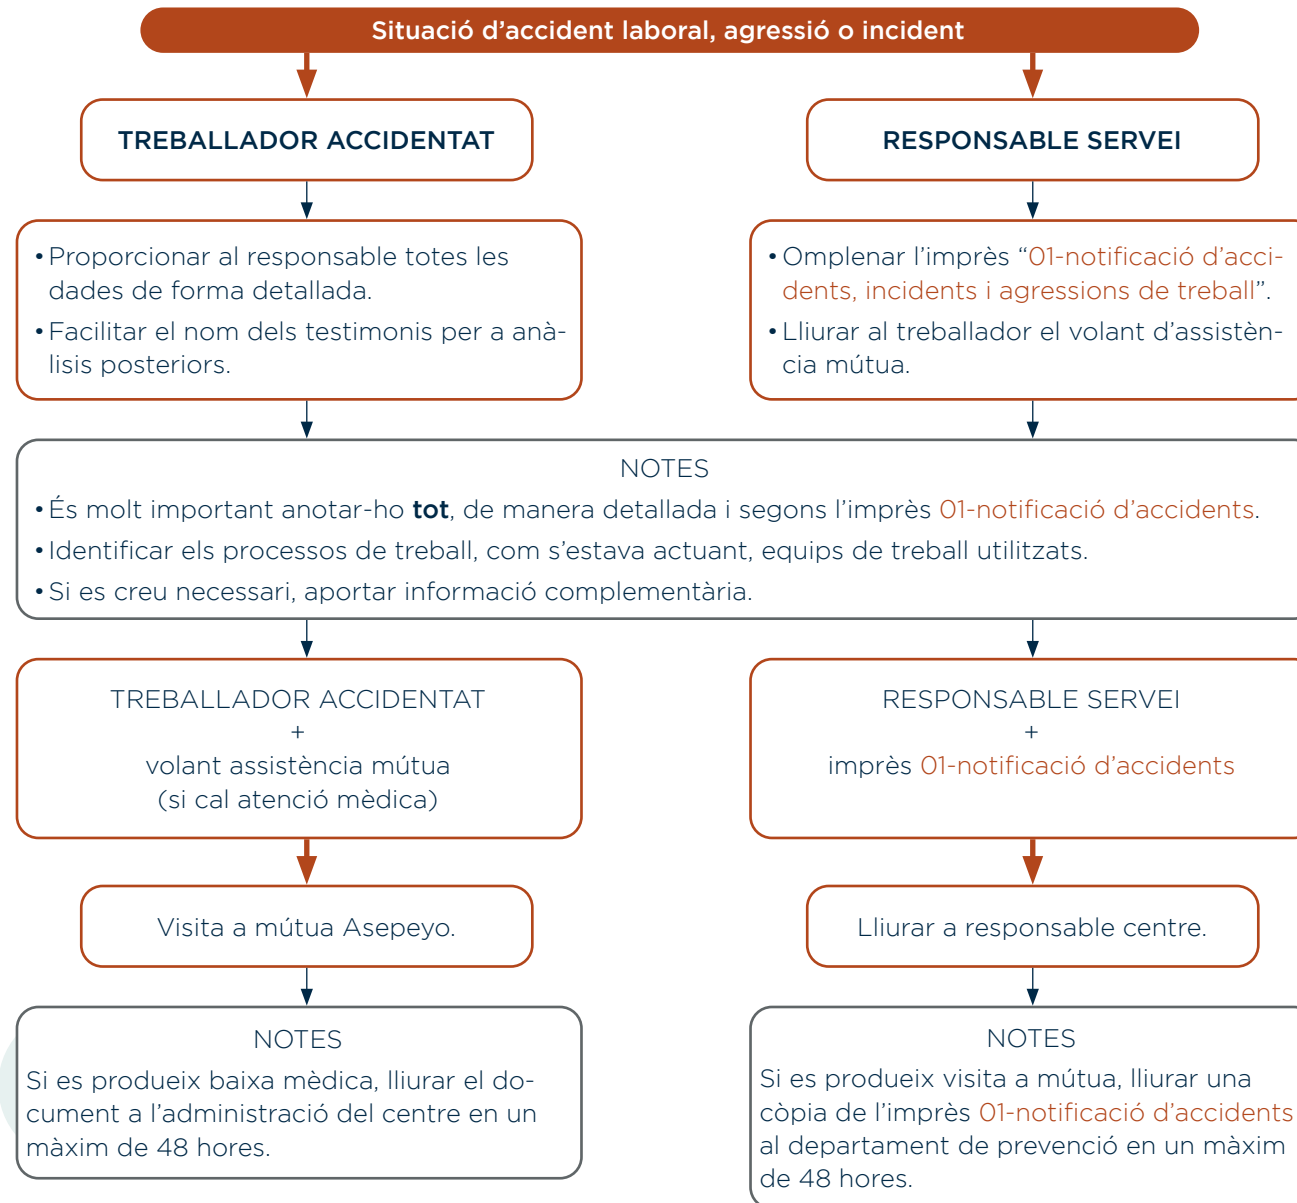 Situació d’accident laboral, agressió o incident
TREBALLADOR ACCIDENTAT
RESPONSABLE SERVEI
• Proporcionar al responsable totes les
dades de forma detallada.
• Facilitar el nom dels testimonis per a anà-
lisis posteriors.
• Omplenar l’imprès “01-notificació d’acci-
dents, incidents i agressions de treball”.
• Lliurar al treballador el volant d’assistèn-
cia mútua.
NOTES
• És molt important anotar-ho tot, de manera detallada i segons l’imprès 01-notificació d’accidents.
• Identificar els processos de treball, com s’estava actuant, equips de treball utilitzats.
• Si es creu necessari, aportar informació complementària.
TREBALLADOR ACCIDENTAT
+
volant assistència mútua
(si cal atenció mèdica)
RESPONSABLE SERVEI
+
imprès 01-notificació d’accidents
Visita a mútua Asepeyo.
Lliurar a responsable centre.
NOTES
Si es produeix baixa mèdica, lliurar el do-
cument a l’administració del centre en un
màxim de 48 hores.
NOTES
Si es produeix visita a mútua, lliurar una
còpia de l’imprès 01-notificació d’accidents
al departament de prevenció en un màxim
de 48 hores.